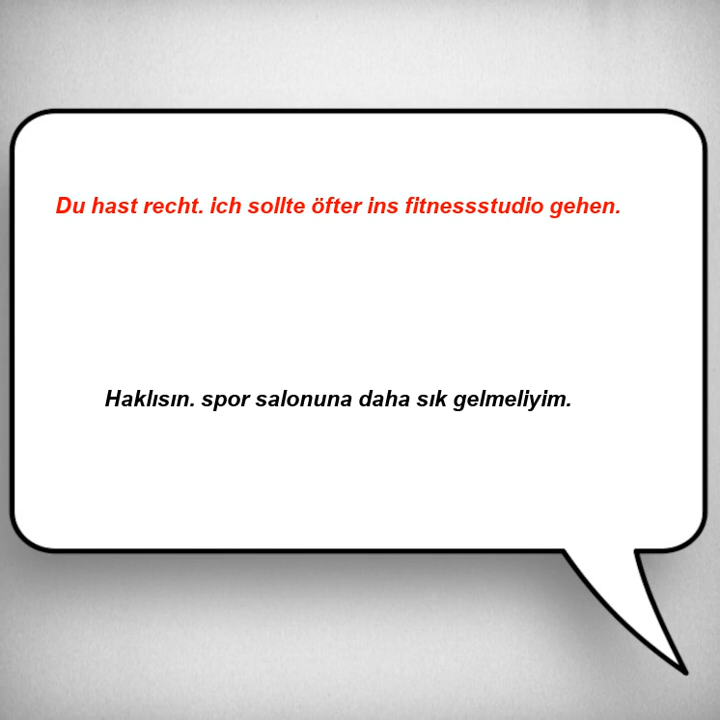 Du hast recht. ich sollte öfter ins fitnessstudio gehen.
Haklısın. spor salonuna daha sık gelmeliyim.